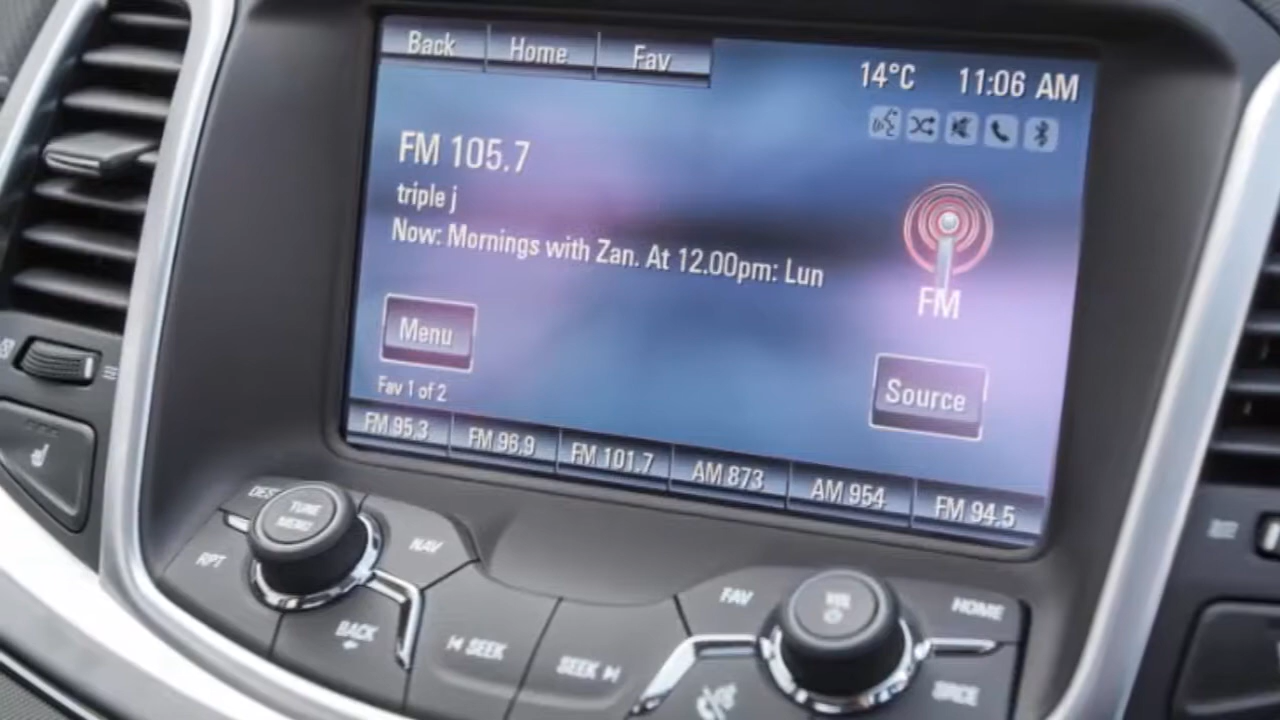 Back Home Fav
14°C 11:06 AM
FM 105.7
triple j
Now: Mornings with Zan. At 12.00pm: Lun
FM
Menu
Source
Fav 1 of 2
FM 95.3 FM 96.9 FM 101.7 AM 873 AM 954 FM 94.5
TUNE
MENU
RPT
NAV
BACK
SEEK
SEEK
FAV
VOL
HOME
SRCE